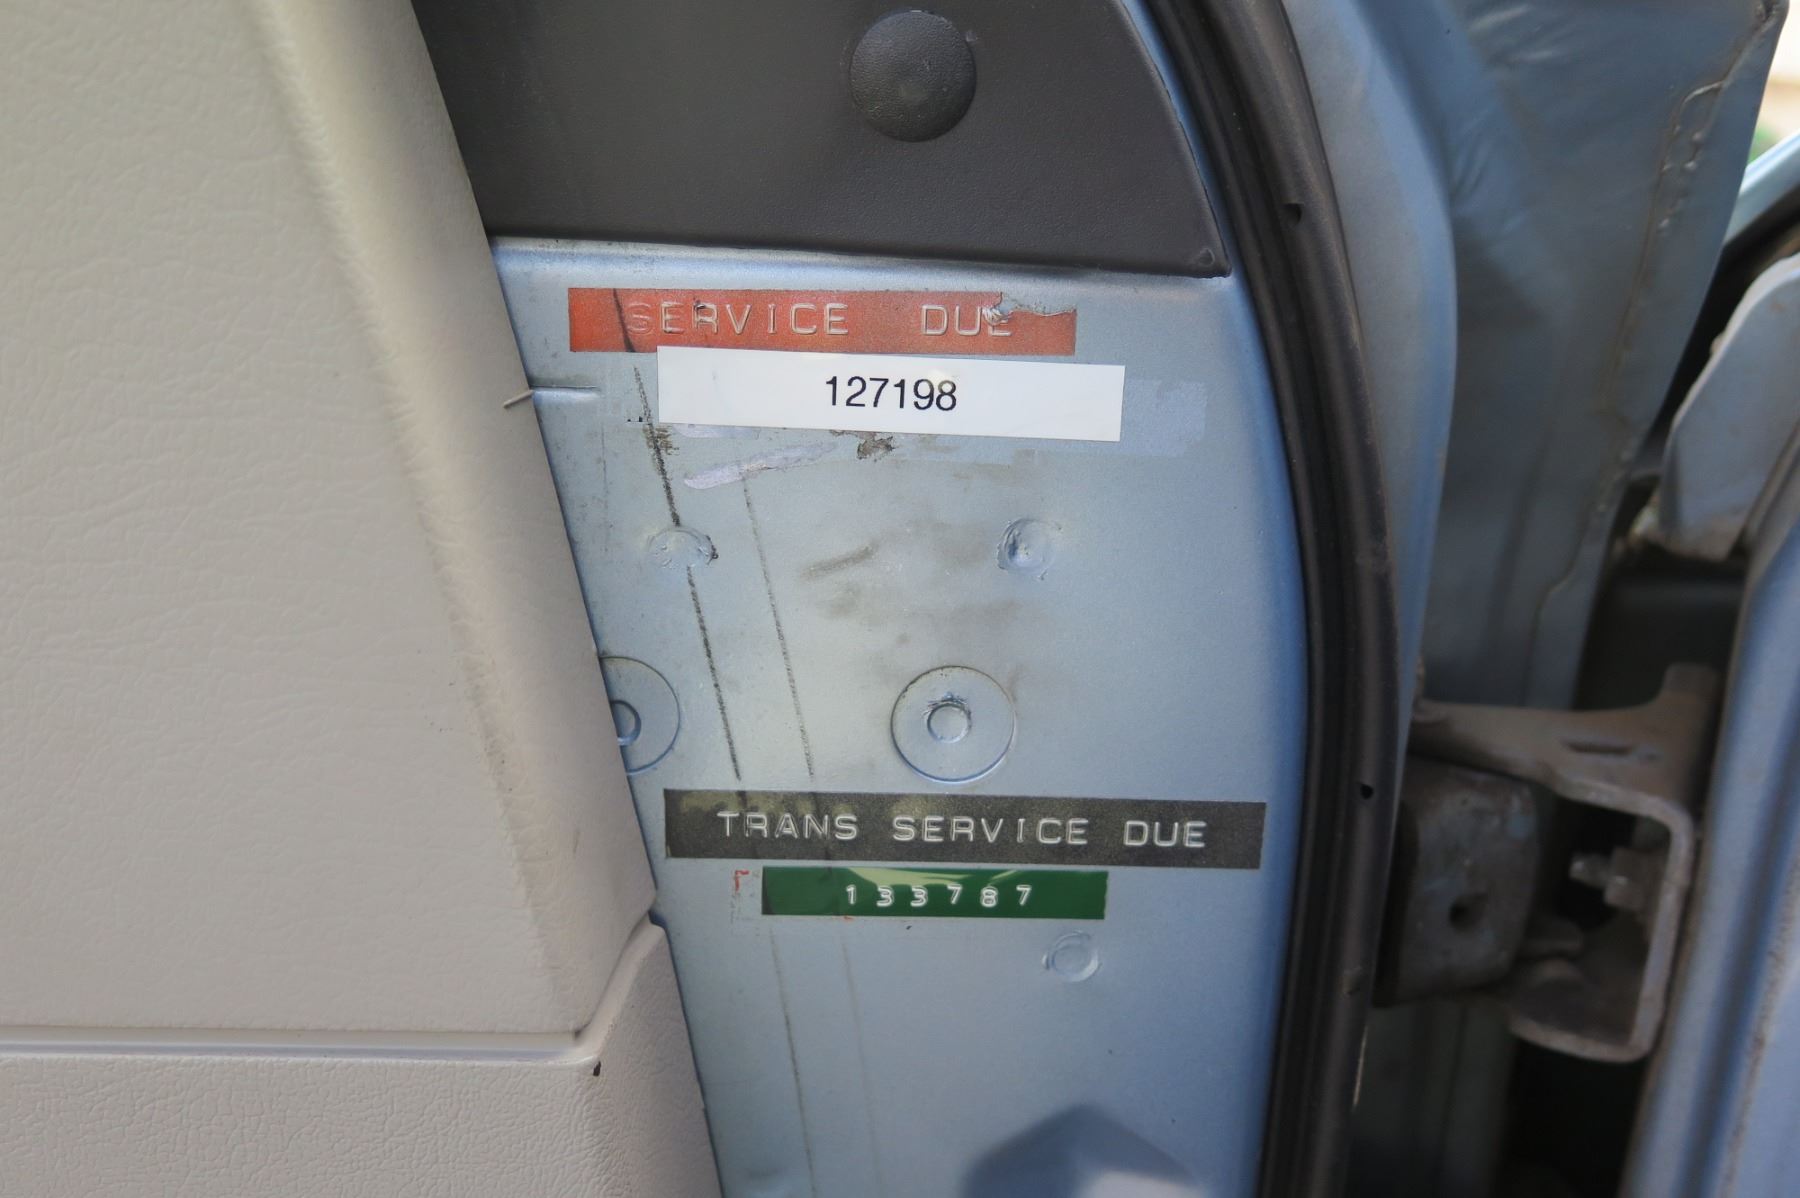 SERVICE DUE
127198
TRANS SERVICE DUE
133787